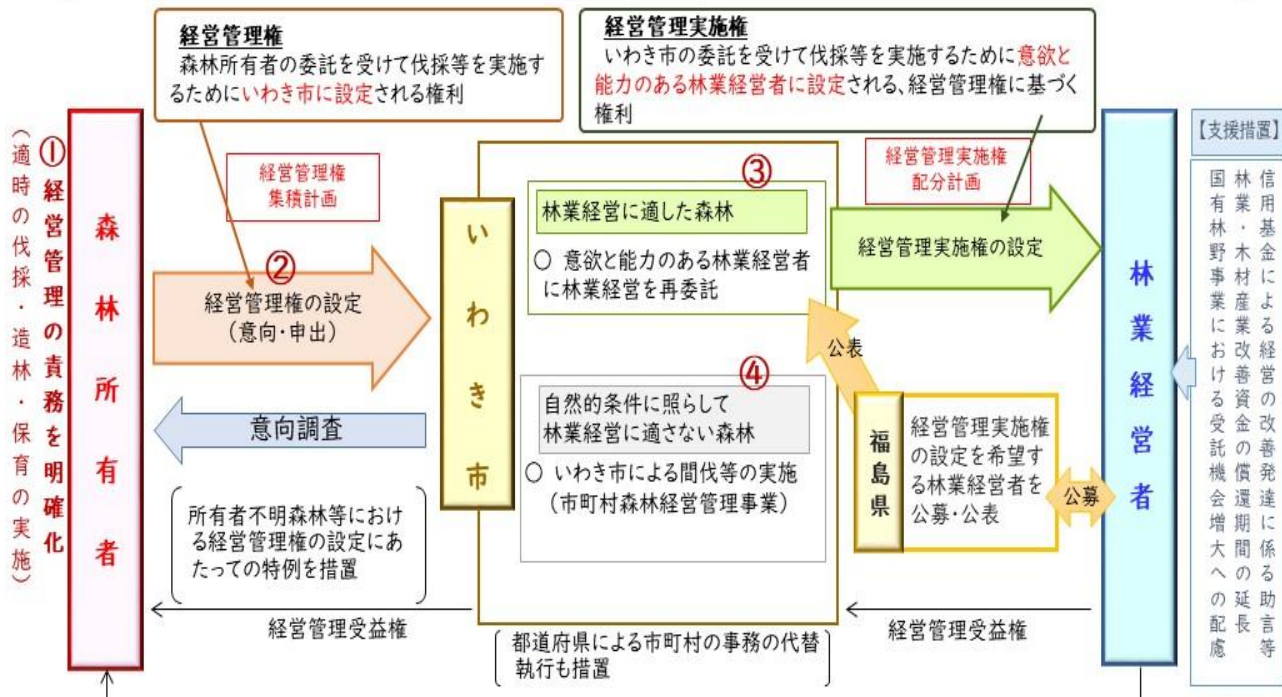 経営管理権
森林所有者の委託を受けて伐採等を実施す
るためにいわき市に設定される権利
経営管理実施権
いわき市の委託を受けて伐採等を実施するために意欲と
能力のある林業経営者に設定される、経営管理権に基づく
権利
①経営管理の責務を明確化
（適時の伐採・造林・保育の実施）
森林所有者
経営管理権
集積計画
②
経営管理権の設定
（意向・申出）
意向調査
所有者不明森林等におけ
る経営管理権の設定にあ
たっての特例を措置
経営管理受益権
いわき市
③
林業経営に適した森林
○ 意欲と能力のある林業経営者
に林業経営を再委託
④
自然的条件に照らして
林業経営に適さない森林
○ いわき市による間伐等の実施
（市町村森林経営管理事業）
都道府県による市町村の事務の代替
執行も措置
経営管理実施権
配分計画
経営管理実施権の設定
公表
福島県
経営管理実施権
の設定を希望す
る林業経営者を
公募・公表
公募
経営管理受益権
林業経営者
【支援措置】
信用基金による経営の改善発達に係る助言等
林業・木材産業改善資金の償還期間の延長
国有林野事業における受託機会増大への配慮